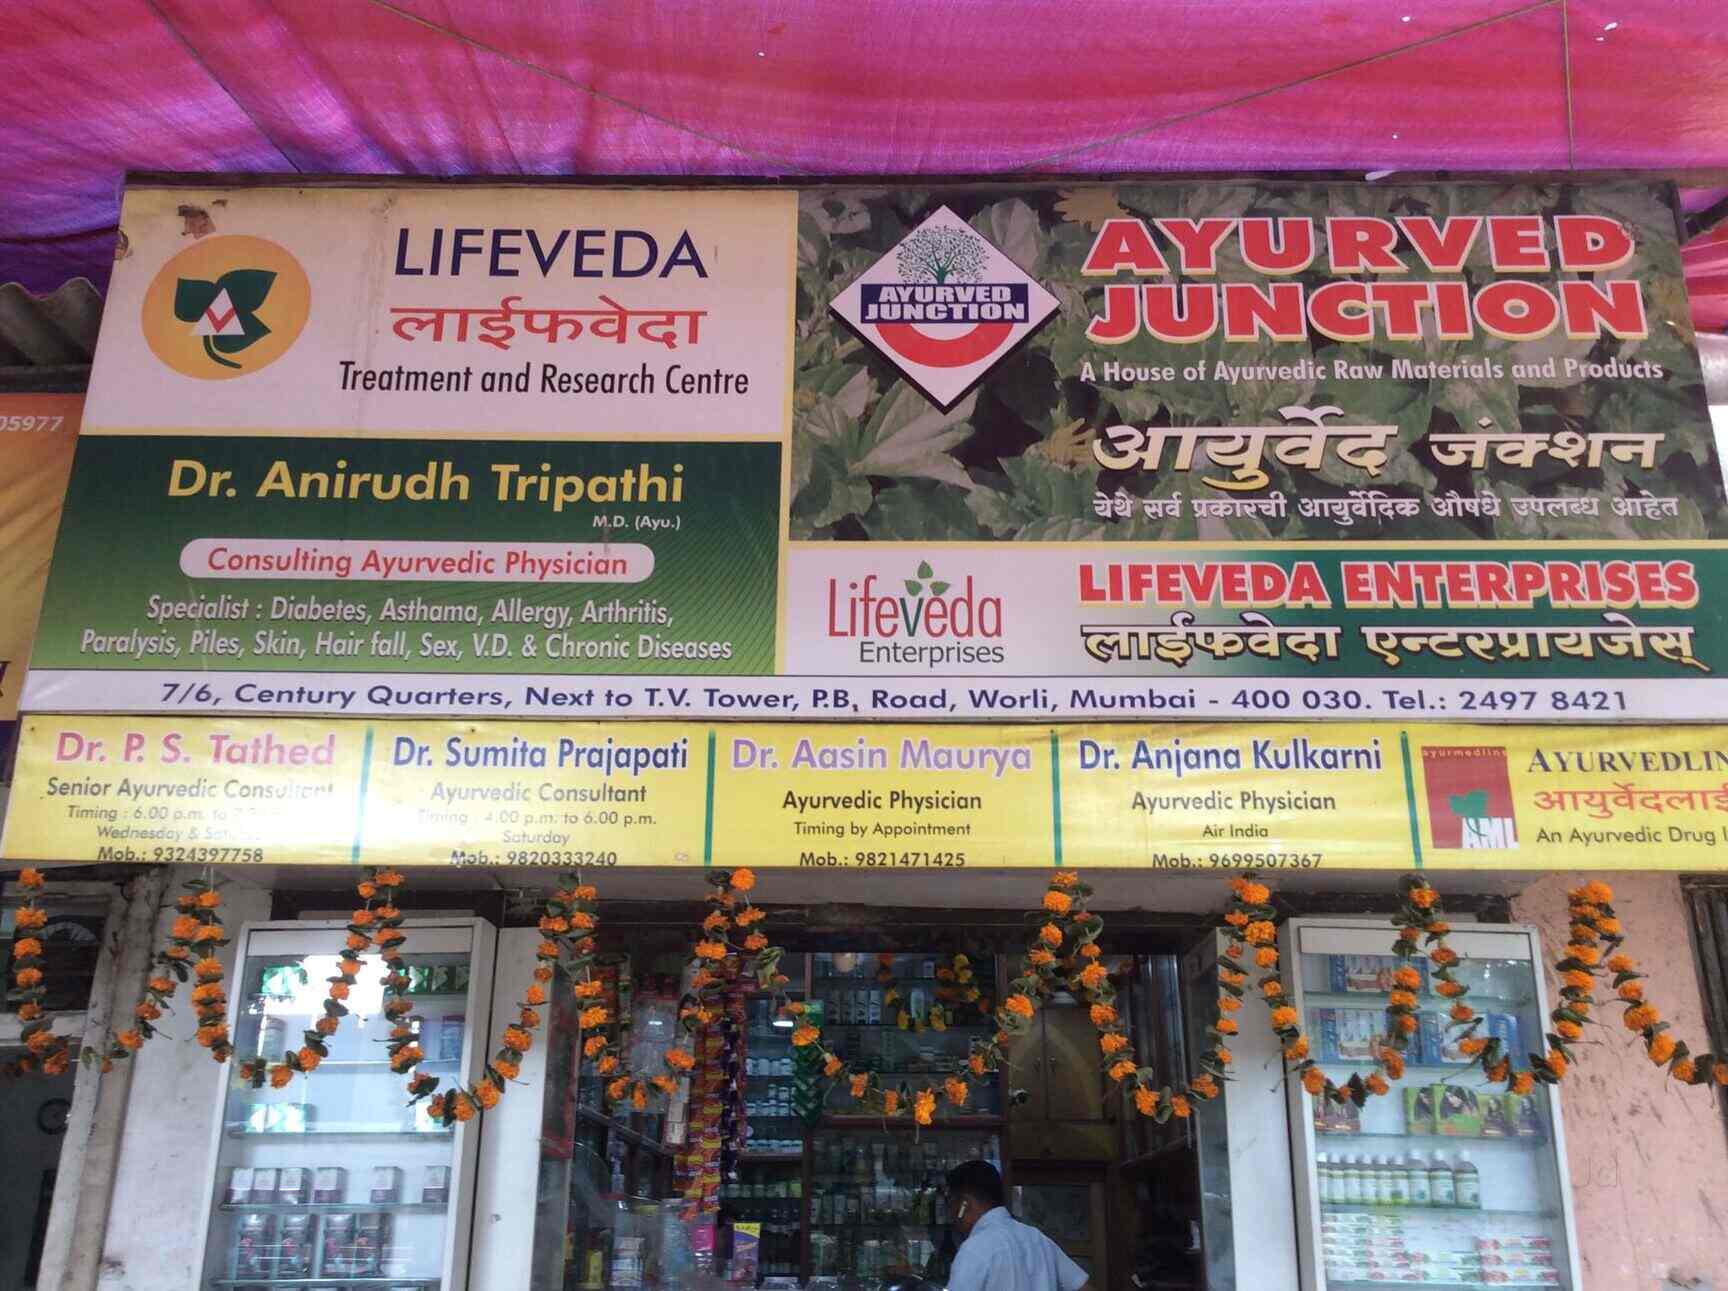 LIFEVEDA
लाईफवेदा
Treatment and Research Centre
Dr. Anirudh Tripathi
M.D. (Ayu.)
Consulting Ayurvedic Physician
Specialist : Diabetes, Asthama, Allergy, Arthritis,
Paralysis, Piles, Skin, Hair fall, Sex, V.D. & Chronic Diseases
AYURVED
JUNCTION
AYURVED
JUNCTION
A House of Ayurvedic Raw Materials and Products
आयुर्वेद जंक्शन
येथे सर्व प्रकारची आयुर्वेदिक औषधे उपलब्ध आहेत
Lifeveda
Enterprises
LIFEVEDA ENTERPRISES
लाईफवेदा एन्टरप्रायजेस्
7/6, Century Quarters, Next to T.V. Tower, P.B. Road, Worli, Mumbai - 400 030. Tel.: 2497 8421
05977
Dr. P. S. Tathed
Senior Ayurvedic Consultant
Timing : 6.00 p.m. to
Wednesday &
Mob.: 9324397758
Dr. Sumita Prajapati
Ayurvedic Consultant
Timing : 4.00 p.m. to 6.00 p.m.
Saturday
Mob.: 9820333240
Dr. Aasin Maurya
Ayurvedic Physician
Timing by Appointment
Mob.: 9821471425
Dr. Anjana Kulkarni
Ayurvedic Physician
Air India
Mob.: 9699507367
ayurmedline
AML
AYURVEDLIN
आयुर्वेदलाई
An Ayurvedic Drug
Jd